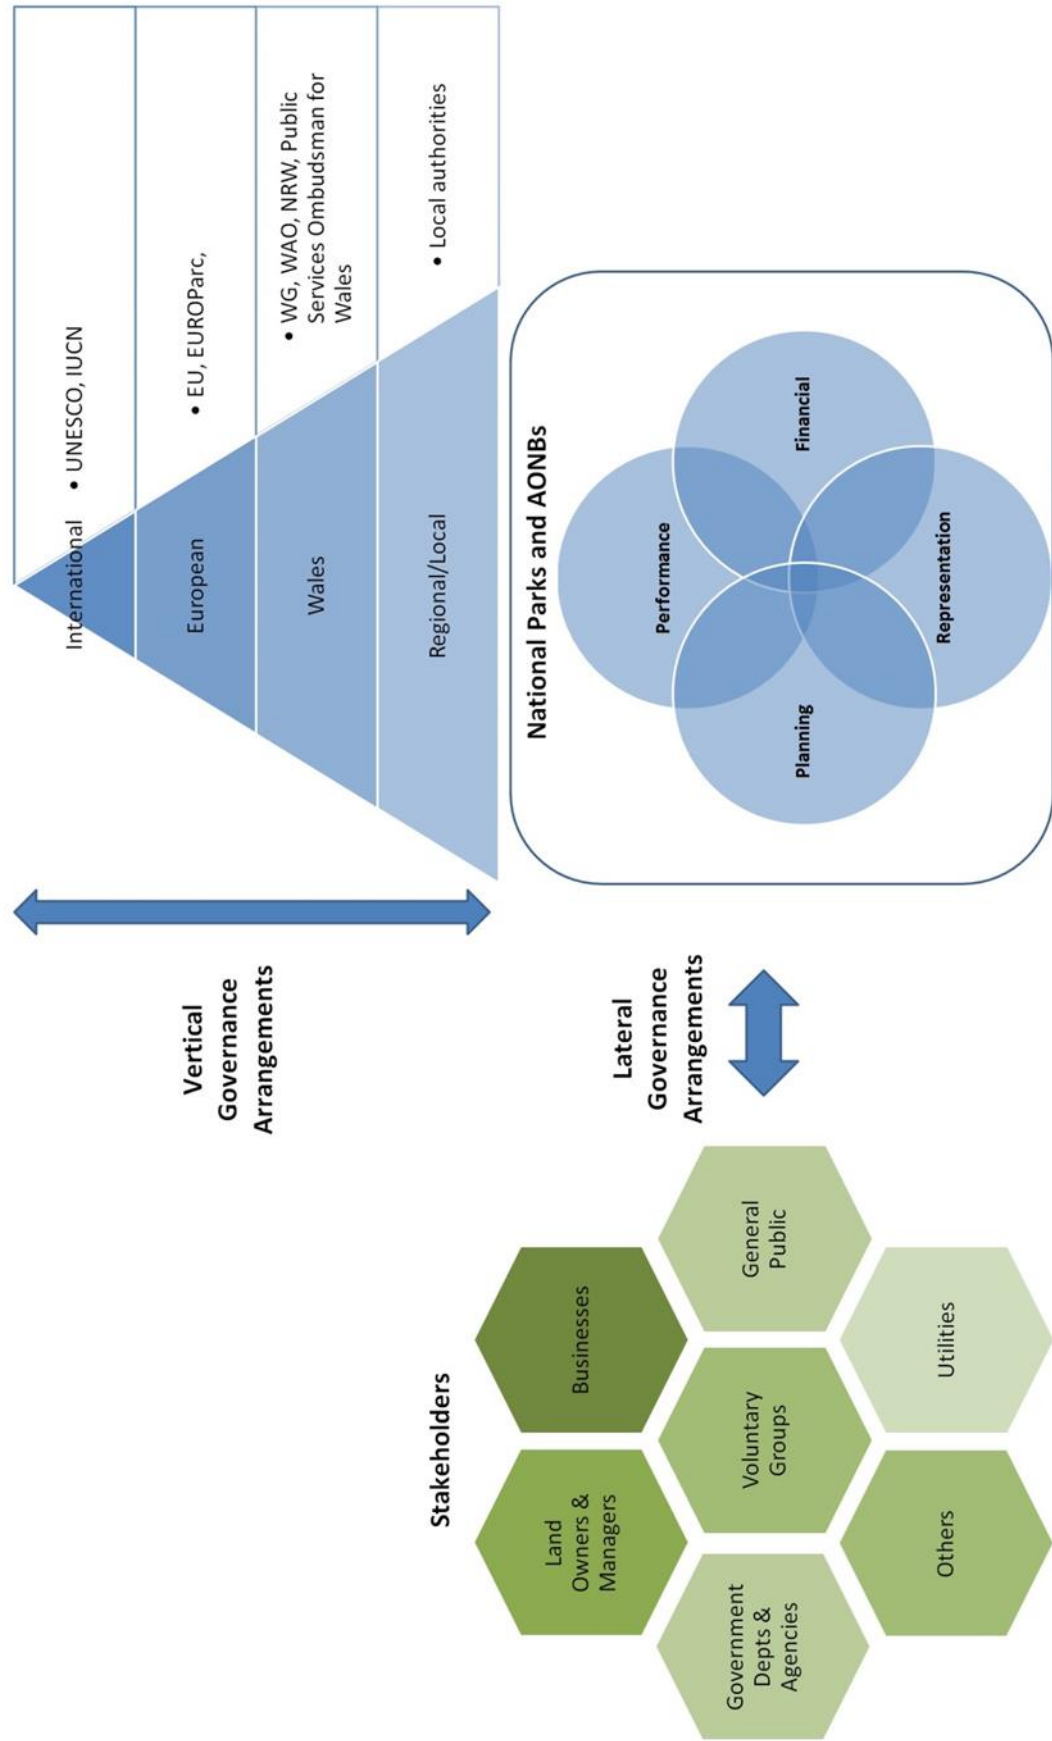 Vertical
Governance
Arrangements
International
• UNESCO, IUCN
European
• EU, EUROParc,
Wales
• WG, WAO, NRW, Public
Services Ombudsman for
Wales
Regional/Local
• Local authorities
Stakeholders
Land
Owners &
Managers
Businesses
Government
Depts &
Agencies
Voluntary
Groups
General
Public
Others
Utilities
Lateral
Governance
Arrangements
National Parks and AONBs
Performance
Planning
Financial
Representation